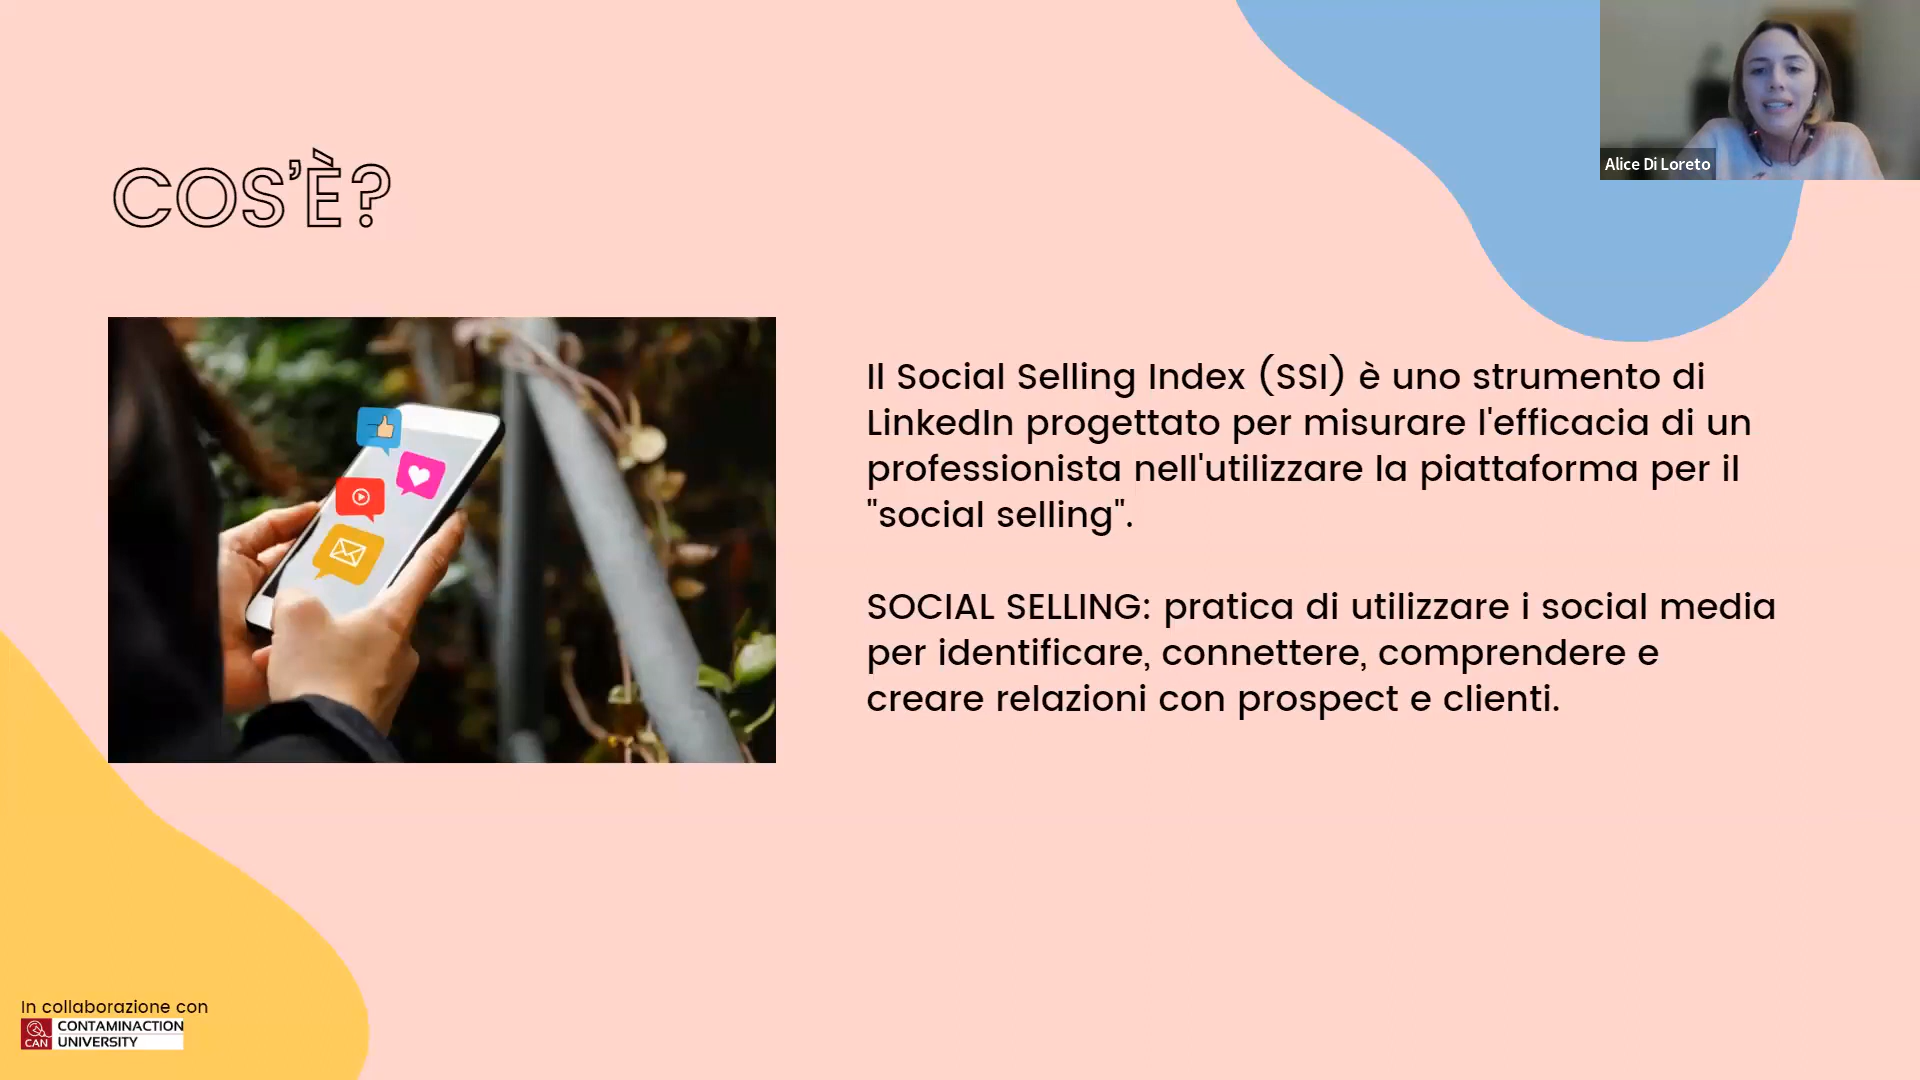 Alice Di Loreto
COS'È?
Il Social Selling Index (SSI) è uno strumento di
LinkedIn progettato per misurare l'efficacia di un
professionista nell'utilizzare la piattaforma per il
"social selling".
SOCIAL SELLING: pratica di utilizzare i social media
per identificare, connettere, comprendere e
creare relazioni con prospect e clienti.
In collaborazione con
CAN
CONTAMINACTION
UNIVERSITY